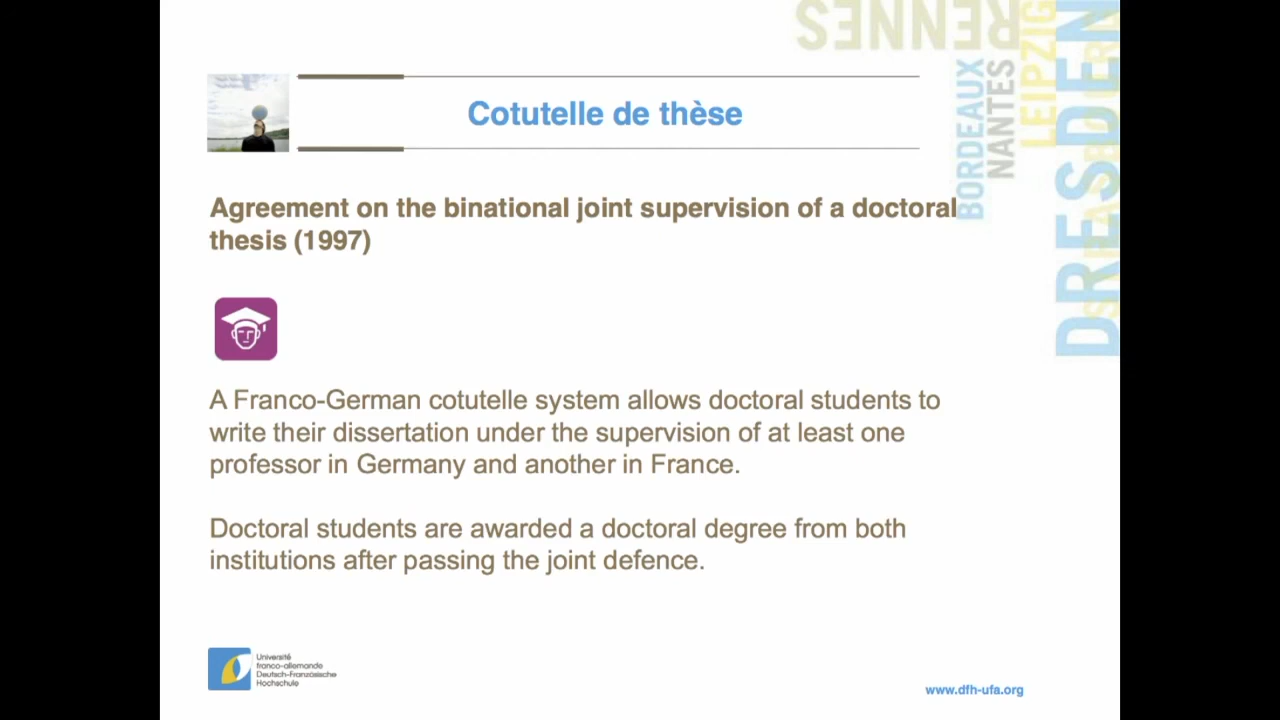 RENNES
BORDEAUX
NANTES
LEIPZIG
DRESDEN
Cotutelle de thèse
Agreement on the binational joint supervision of a doctoral
thesis (1997)
A Franco-German cotutelle system allows doctoral students to
write their dissertation under the supervision of at least one
professor in Germany and another in France.
Doctoral students are awarded a doctoral degree from both
institutions after passing the joint defence.
Université
franco-allemande
Deutsch-Französische
Hochschule
www.dfh-ufa.org